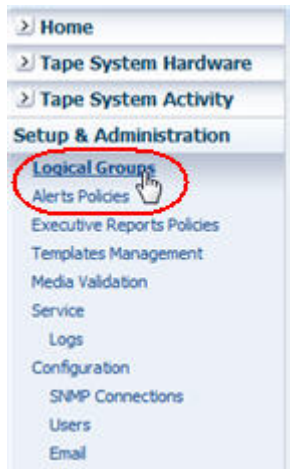 Home
Tape System Hardware
Tape System Activity
Setup & Administration
Logical Groups
Alerts Policies
Executive Reports Policies
Templates Management
Media Validation
Service
Logs
Configuration
SNMP Connections
Users
Email